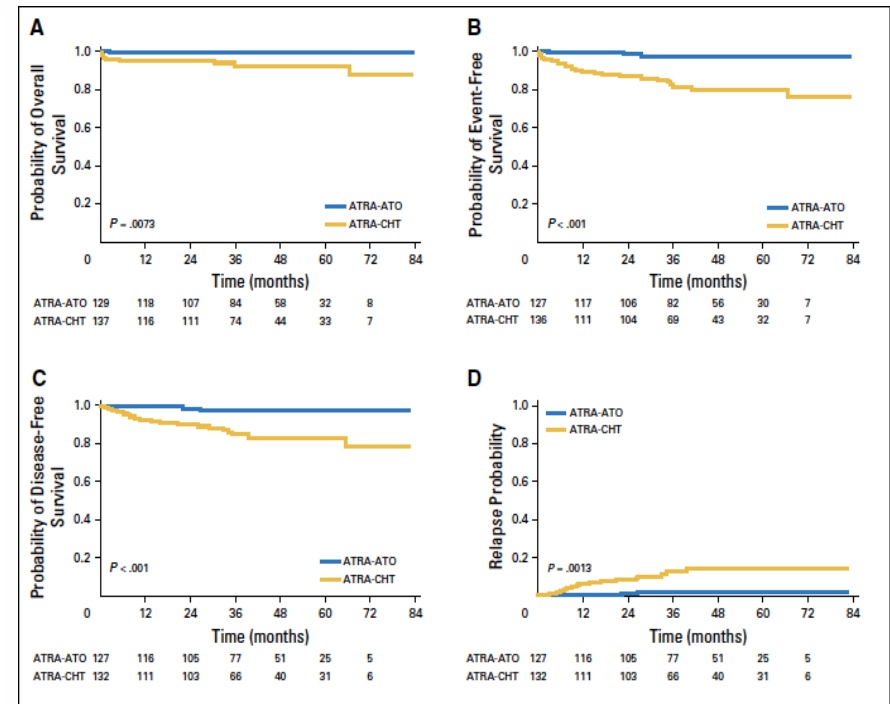 A
Probability of Overall Survival
1.0
0.8
0.6
0.4
0.2
P = .0073
ATRA-ATO
ATRA-CHT
0 12 24 36 48 60 72 84
Time (months)
ATRA-ATO 129 118 107 84 58 32 8
ATRA-CHT 137 116 111 74 44 33 7
B
Probability of Event-Free Survival
1.0
0.8
0.6
0.4
0.2
P < .001
ATRA-ATO
ATRA-CHT
0 12 24 36 48 60 72 84
Time (months)
ATRA-ATO 127 117 106 82 56 30 7
ATRA-CHT 136 111 104 69 43 32 7
C
Probability of Disease-Free Survival
1.0
0.8
0.6
0.4
0.2
P < .001
ATRA-ATO
ATRA-CHT
0 12 24 36 48 60 72 84
Time (months)
ATRA-ATO 127 116 105 77 51 25 5
ATRA-CHT 132 111 103 66 40 31 6
D
Relapse Probability
1.0
0.8
0.6
0.4
0.2
ATRA-ATO
ATRA-CHT
P = .0013
0 12 24 36 48 60 72 84
Time (months)
ATRA-ATO 127 116 105 77 51 25 5
ATRA-CHT 132 111 103 66 40 31 6